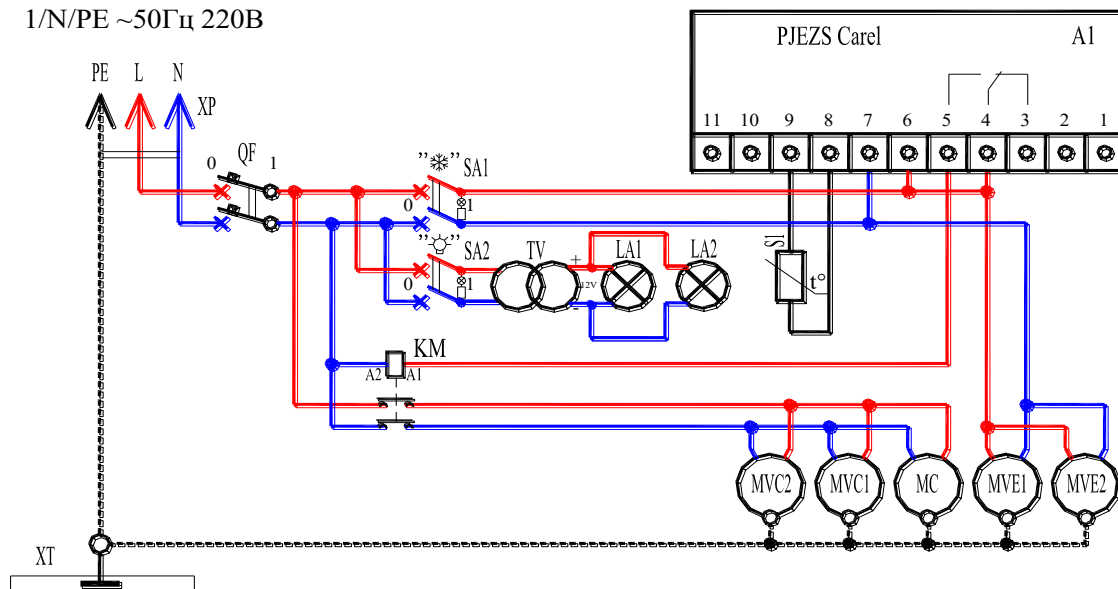 1/N/PE ~50Гц 220В
PJEZS Carel A1
PE L N
XP
11 10 9 8 7 6 5 4 3 2 1
0 QF 1
"❄" SA1
0 1
"💡" SA2
0 1
TV
+
12V
-
LA1
LA2
S1
t°
KM
A2 A1
MVC2 MVC1 MC MVE1 MVE2
XT